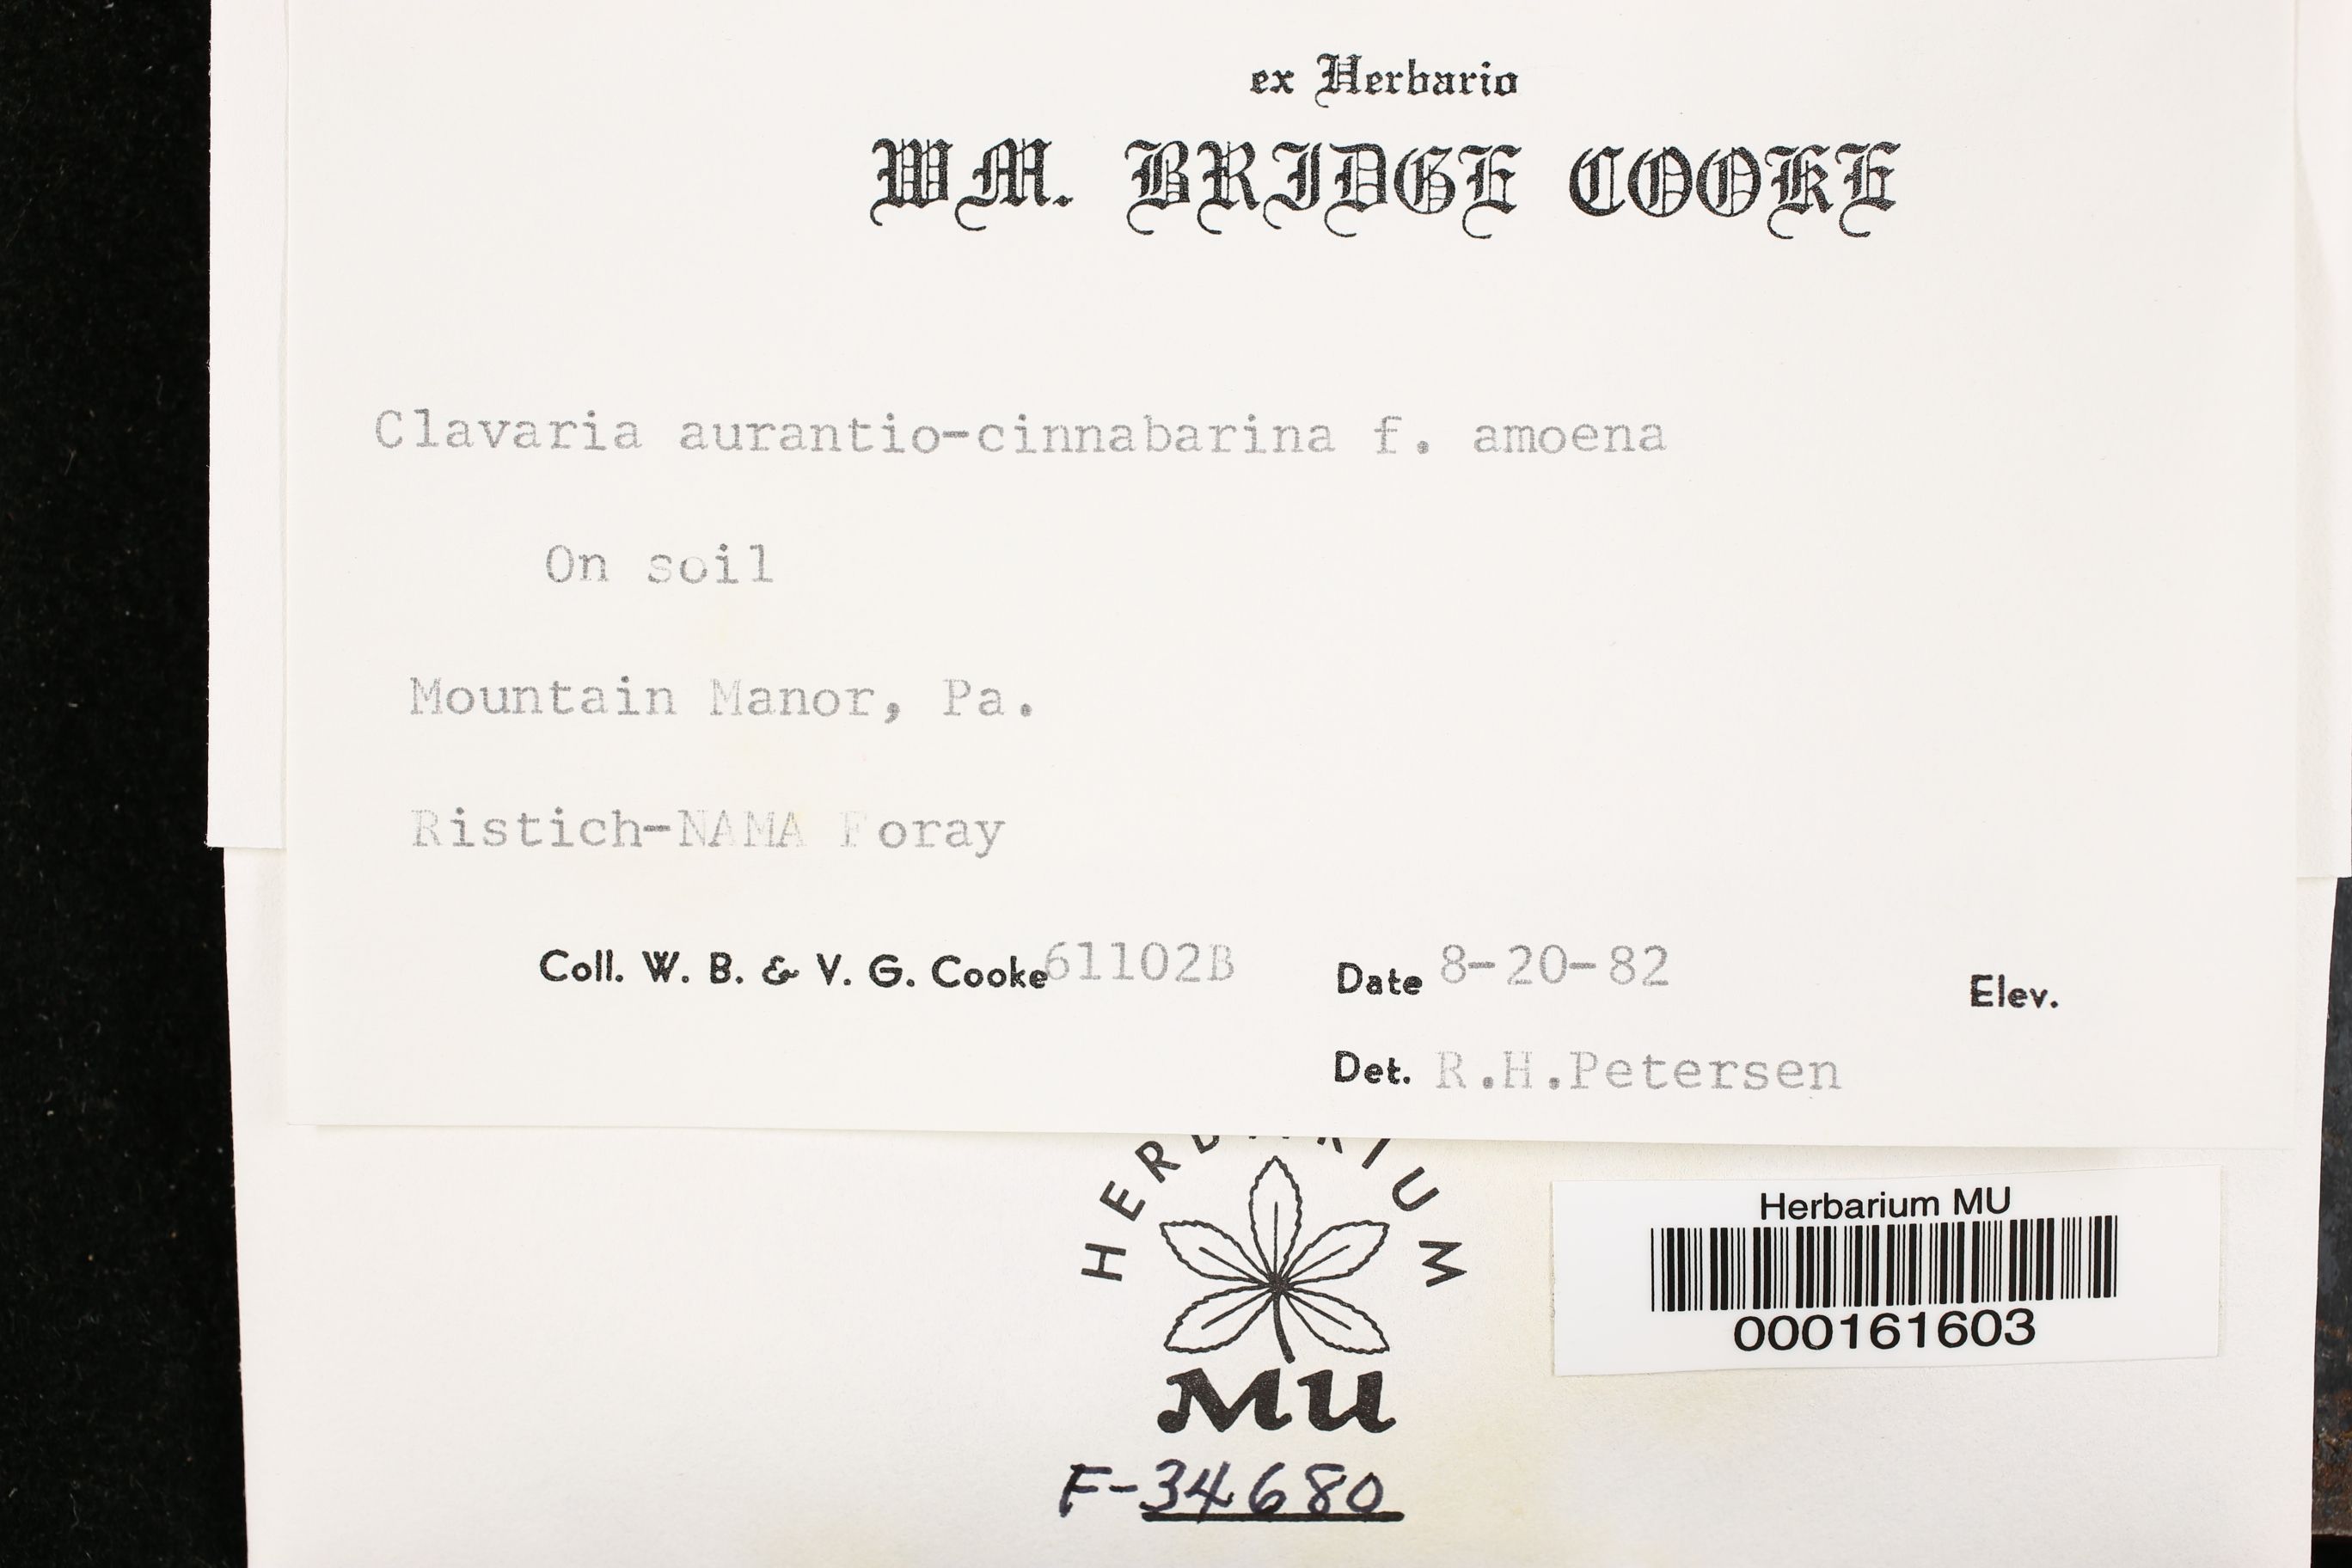 ex Herbario
WM. BRIDGE COOKE
Clavaria aurantio-cinnabarina f. amoena
On soil
Mountain Manor, Pa.
Ristich-NAMA Foray
Coll. W. B. & V. G. Cooke 61102B Date 8-20-82 Elev.
Det. R.H.Petersen
HERBARIUM
MU
F-34680
Herbarium MU
000161603